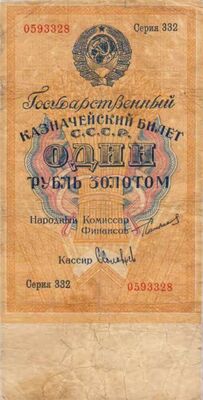 0593328 Серия 332
Государственный
КАЗНАЧЕЙСКИЙ БИЛЕТ
С.С.С.Р.
ОДИН
РУБЛЬ ЗОЛОТОМ
Народный Комиссар
Финансов
Кассир
Серия 332 0593328